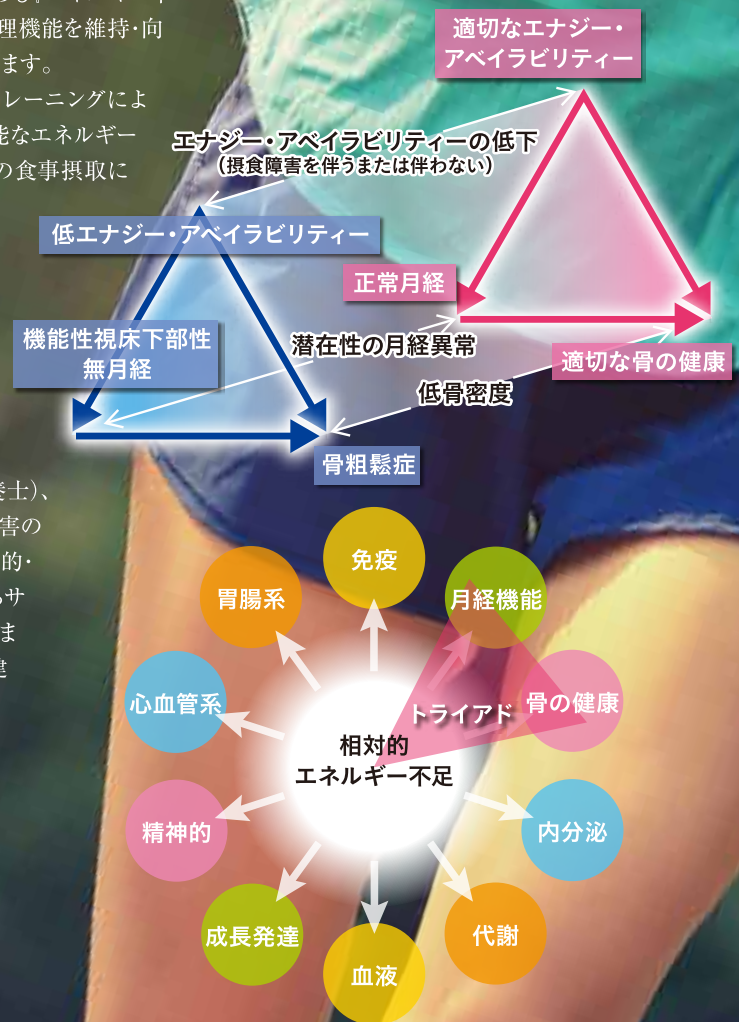 理機能を維持・向
ます。
レーニングによ
能なエネルギー
の食事摂取に
適切なエナジー・
アベイラビリティー
エナジー・アベイラビリティーの低下
（摂食障害を伴うまたは伴わない）
低エナジー・アベイラビリティー
正常月経
機能性視床下部性
無月経
潜在性の月経異常
適切な骨の健康
低骨密度
骨粗鬆症
養士）、
害の
的・
サ
ま
免疫
胃腸系
月経機能
心血管系
トライアド
骨の健康
相対的
エネルギー不足
精神的
内分泌
成長発達
代謝
血液